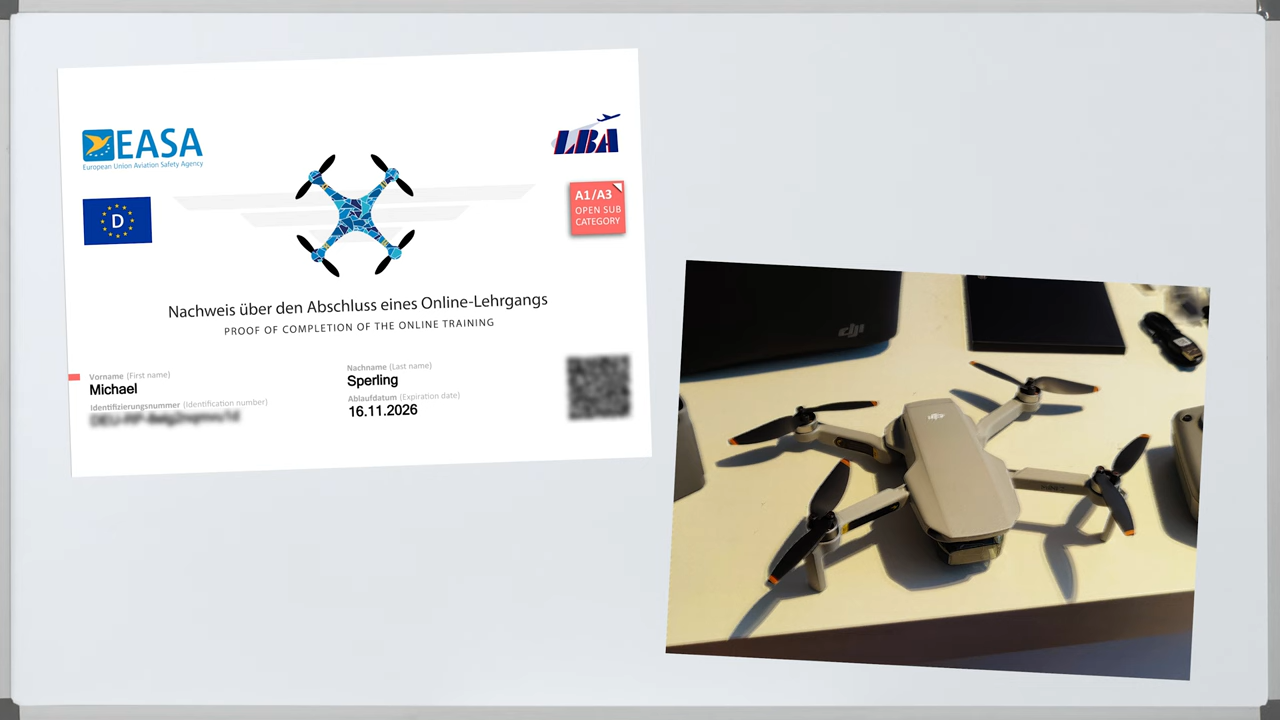 EASA
European Union Aviation Safety Agency
LBA
D
A1/A3
OPEN SUB
CATEGORY
Nachweis über den Abschluss eines Online-Lehrgangs
PROOF OF COMPLETION OF THE ONLINE TRAINING
Vorname (First name)
Michael
Identifizierungsnummer (Identification number)
Nachname (Last name)
Sperling
Ablaufdatum (Expiration date)
16.11.2026
dji
dji